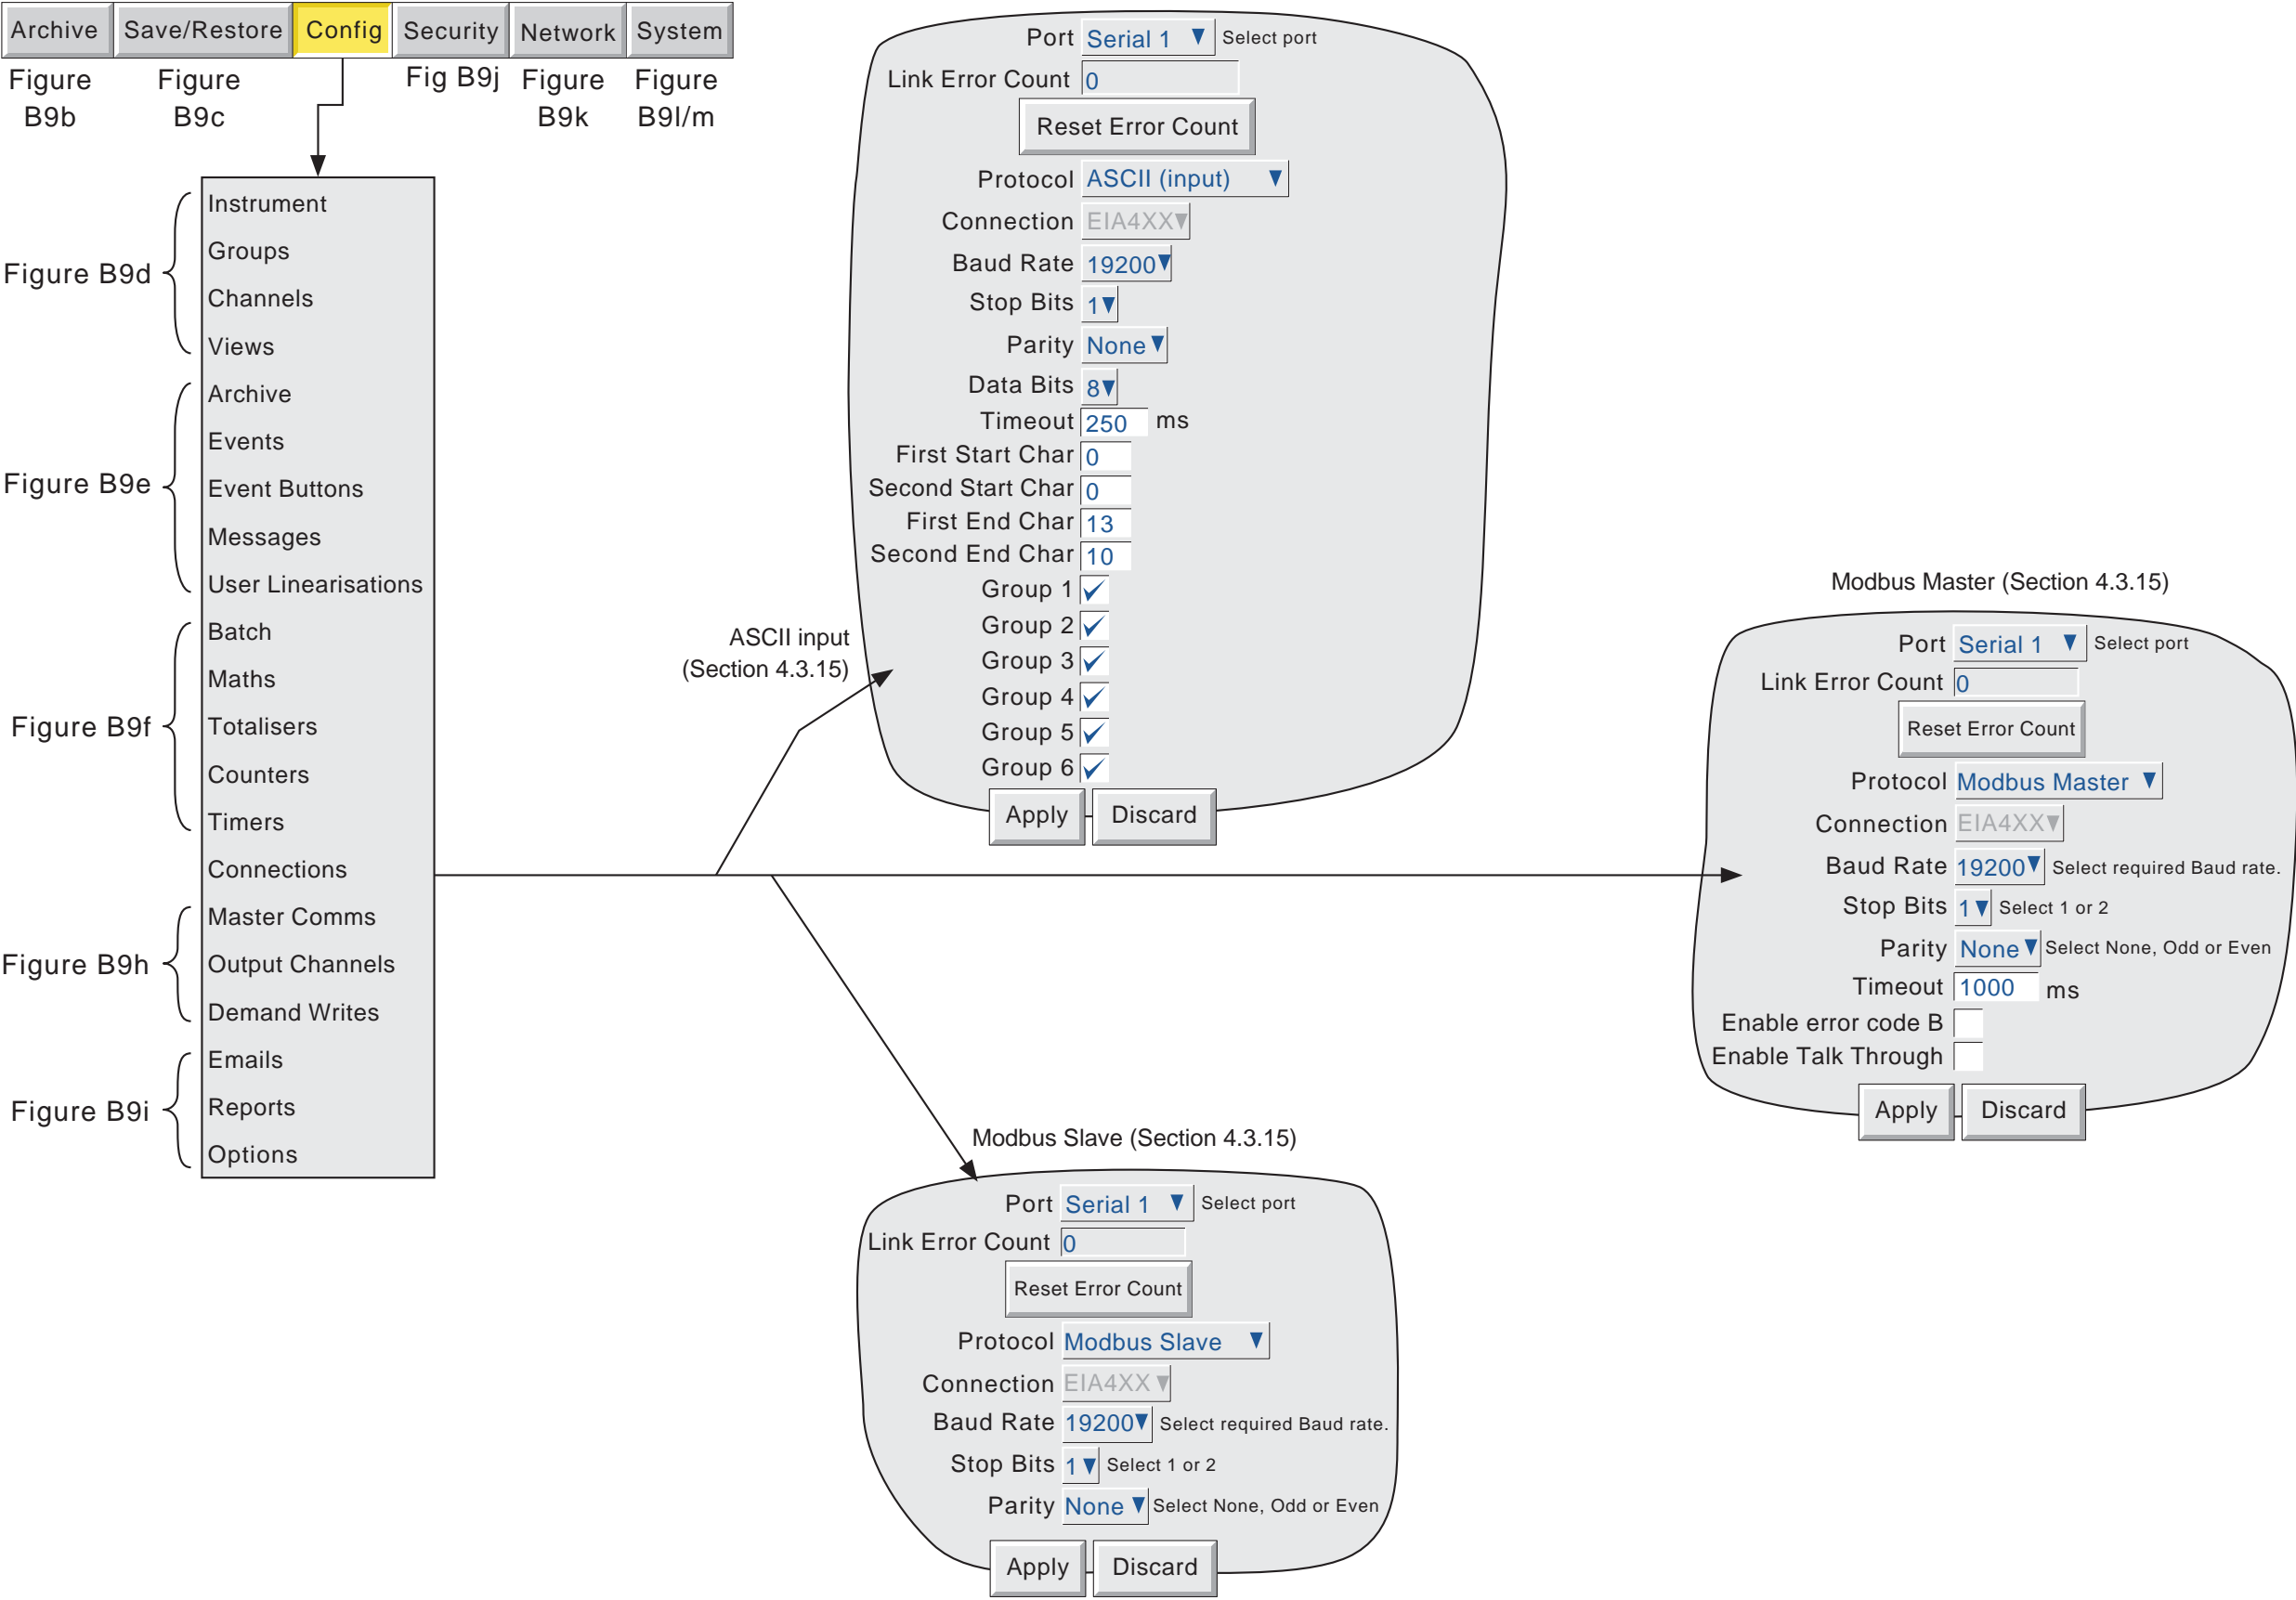 Archive Save/Restore Config Security Network System
Figure B9b
Figure B9c
Fig B9j
Figure B9k
Figure B9l/m
Figure B9d
Instrument
Groups
Channels
Views
Figure B9e
Archive
Events
Event Buttons
Messages
User Linearisations
Figure B9f
Batch
Maths
Totalisers
Counters
Timers
Connections
Figure B9h
Master Comms
Output Channels
Demand Writes
Figure B9i
Emails
Reports
Options
ASCII input
(Section 4.3.15)
Port Serial 1 Select port
Link Error Count 0
Reset Error Count
Protocol ASCII (input)
Connection EIA4XX
Baud Rate 19200
Stop Bits 1
Parity None
Data Bits 8
Timeout 250 ms
First Start Char 0
Second Start Char 0
First End Char 13
Second End Char 10
Group 1
Group 2
Group 3
Group 4
Group 5
Group 6
Apply Discard
Modbus Master (Section 4.3.15)
Port Serial 1 Select port
Link Error Count 0
Reset Error Count
Protocol Modbus Master
Connection EIA4XX
Baud Rate 19200 Select required Baud rate.
Stop Bits 1 Select 1 or 2
Parity None Select None, Odd or Even
Timeout 1000 ms
Enable error code B
Enable Talk Through
Apply Discard
Modbus Slave (Section 4.3.15)
Port Serial 1 Select port
Link Error Count 0
Reset Error Count
Protocol Modbus Slave
Connection EIA4XX
Baud Rate 19200 Select required Baud rate.
Stop Bits 1 Select 1 or 2
Parity None Select None, Odd or Even
Apply Discard